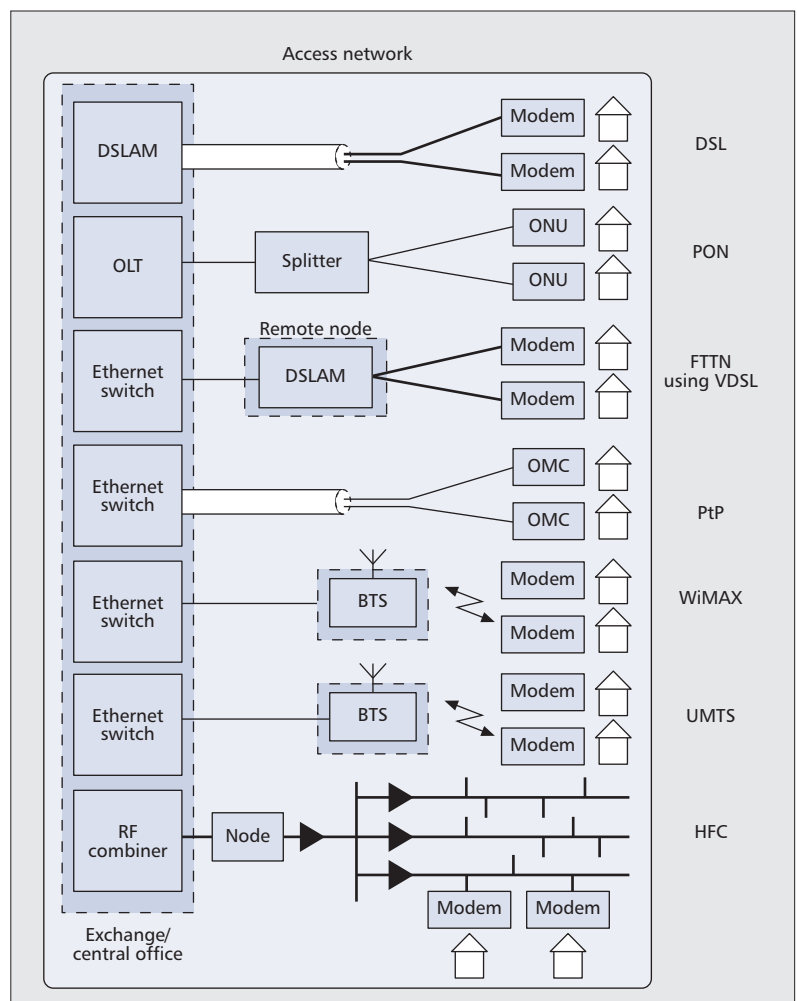 Access network
DSLAM
Modem
Modem
DSL
OLT
Splitter
ONU
ONU
PON
Ethernet
switch
Remote node
DSLAM
Modem
Modem
FTTN
using VDSL
Ethernet
switch
OMC
OMC
PtP
Ethernet
switch
BTS
Modem
Modem
WiMAX
Ethernet
switch
BTS
Modem
Modem
UMTS
RF
combiner
Node
HFC
Modem
Modem
Exchange/
central office